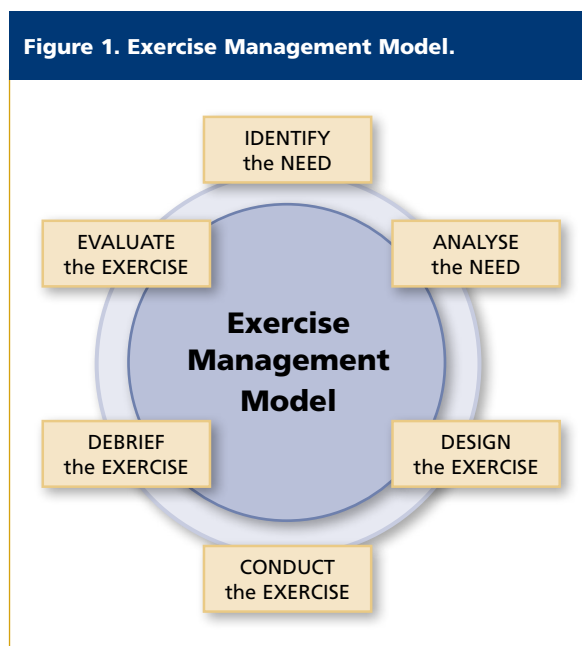 Figure 1. Exercise Management Model.
IDENTIFY
the NEED
EVALUATE
the EXERCISE
ANALYSE
the NEED
Exercise
Management
Model
DEBRIEF
the EXERCISE
DESIGN
the EXERCISE
CONDUCT
the EXERCISE